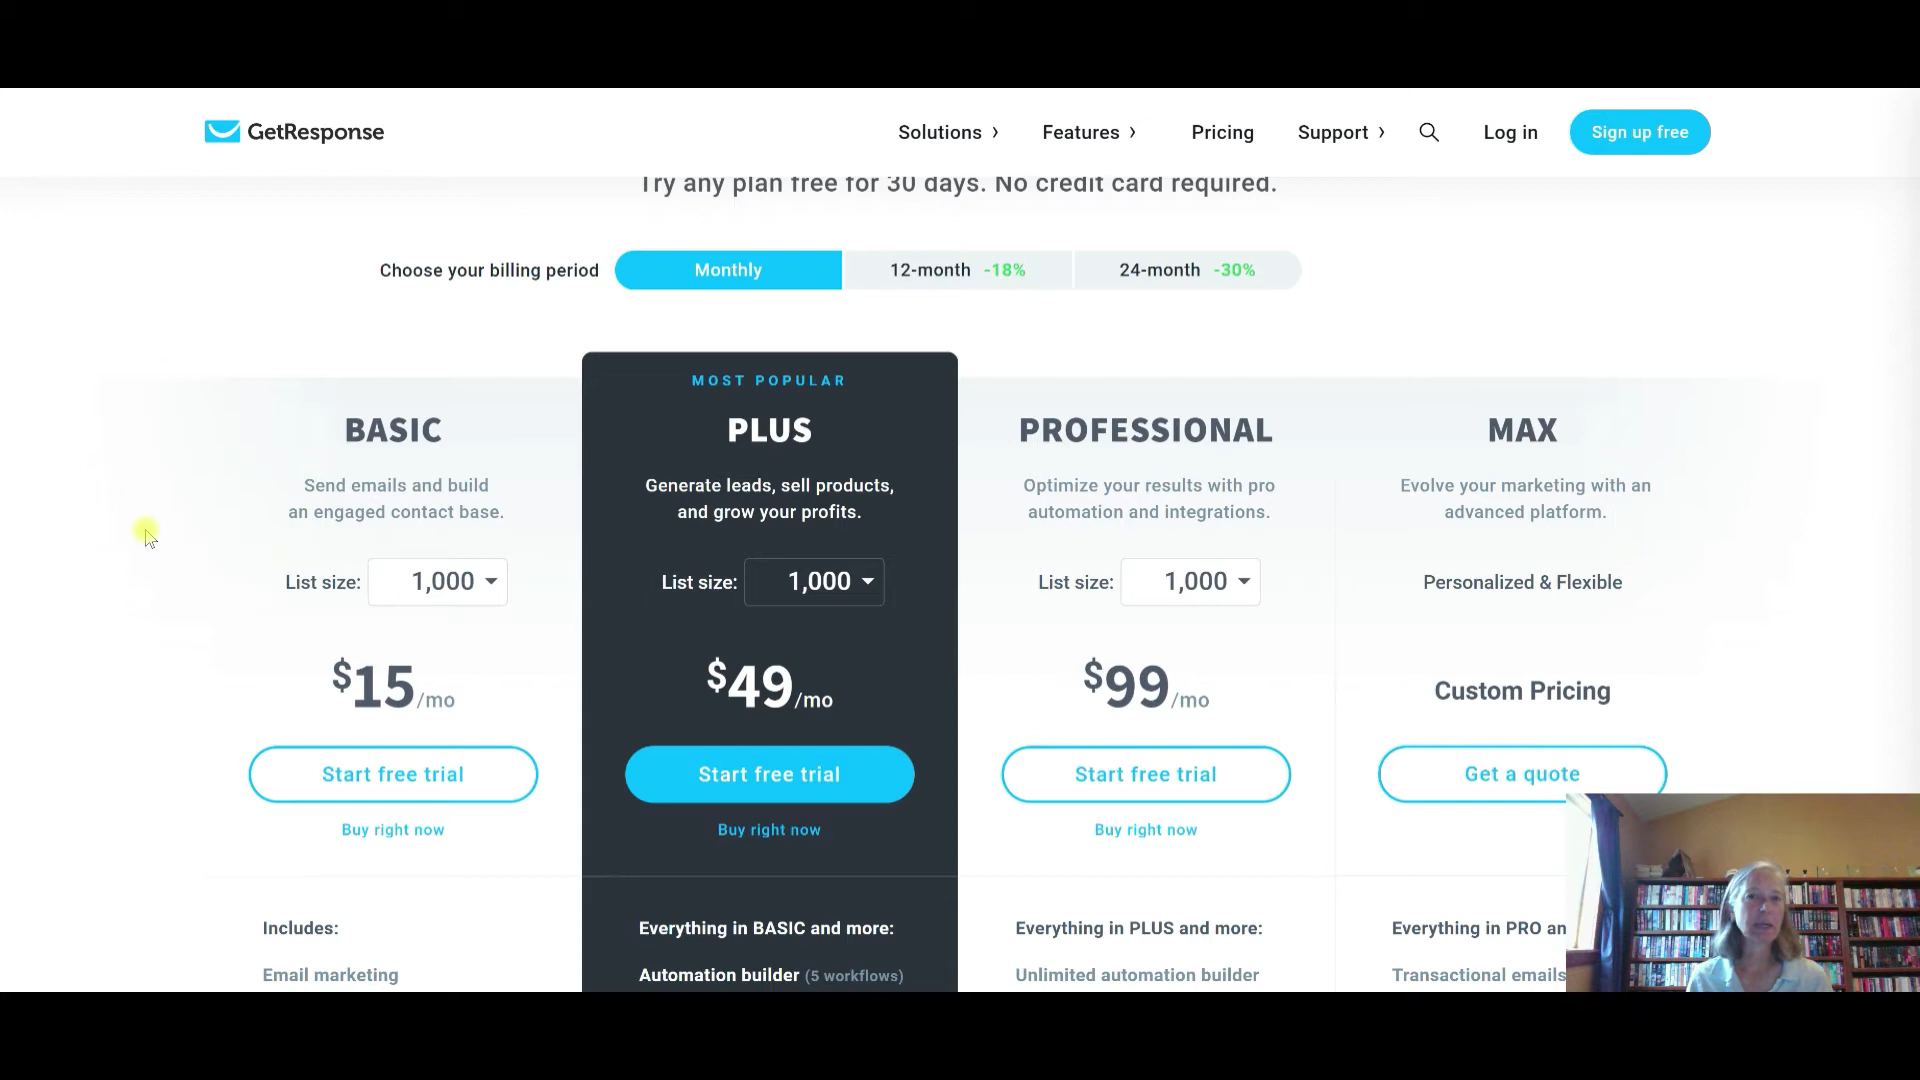 GetResponse
Solutions ›
Features ›
Pricing
Support ›
Log in
Sign up free
Try any plan free for 30 days. No credit card required.
Choose your billing period
Monthly
12-month -18%
24-month -30%
BASIC
Send emails and build
an engaged contact base.
List size: 1,000
$15/mo
Start free trial
Buy right now
Includes:
Email marketing
MOST POPULAR
PLUS
Generate leads, sell products,
and grow your profits.
List size: 1,000
$49/mo
Start free trial
Buy right now
Everything in BASIC and more:
Automation builder (5 workflows)
PROFESSIONAL
Optimize your results with pro
automation and integrations.
List size: 1,000
$99/mo
Start free trial
Buy right now
Everything in PLUS and more:
Unlimited automation builder
MAX
Evolve your marketing with an
advanced platform.
Personalized & Flexible
Custom Pricing
Get a quote
Everything in PRO an
Transactional emails